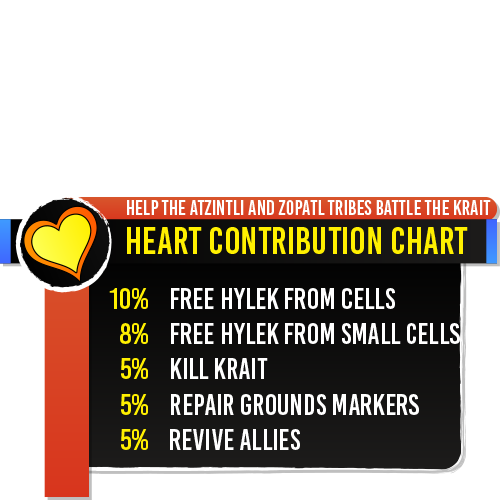 HELP THE ATZINTLI AND ZOPATL TRIBES BATTLE THE KRAIT
HEART CONTRIBUTION CHART
10% FREE HYLEK FROM CELLS
8% FREE HYLEK FROM SMALL CELLS
5% KILL KRAIT
5% REPAIR GROUNDS MARKERS
5% REVIVE ALLIES